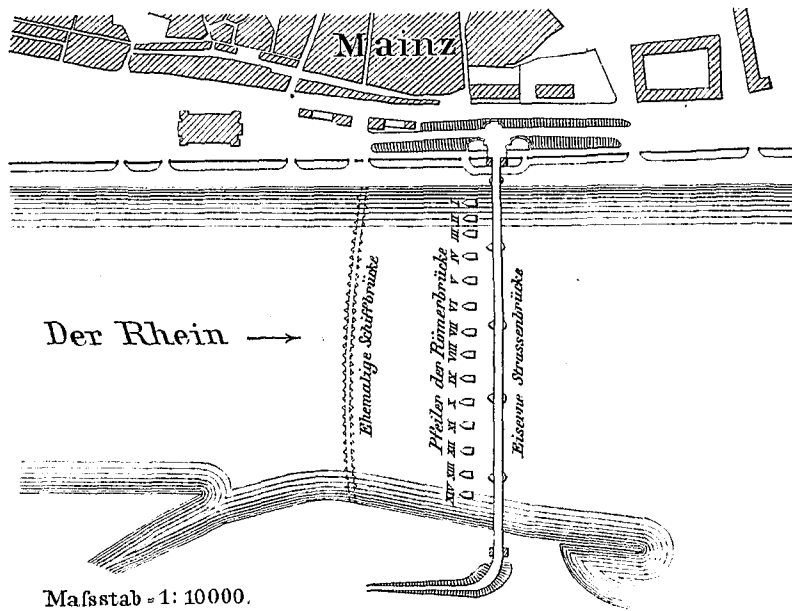 Mainz
Der Rhein
Ehemalige Schiffbrücke
Pfeiler der Römerbrücke
I
II
III
IV
V
VI
VII
VIII
IX
X
XI
XII
XIII
XIV
Eiserne Strassenbrücke
Maſsstab = 1: 10000.